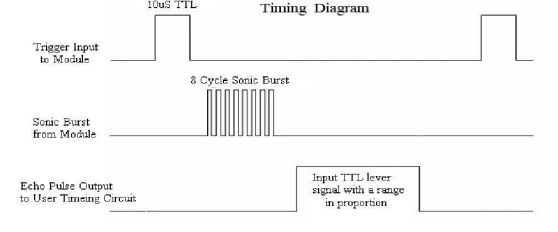 10uS TTL
Timing Diagram
Trigger Input
to Module
8 Cycle Sonic Burst
Sonic Burst
from Module
Echo Pulse Output
to User Timeing Circuit
Input TTL lever
signal with a range
in proportion